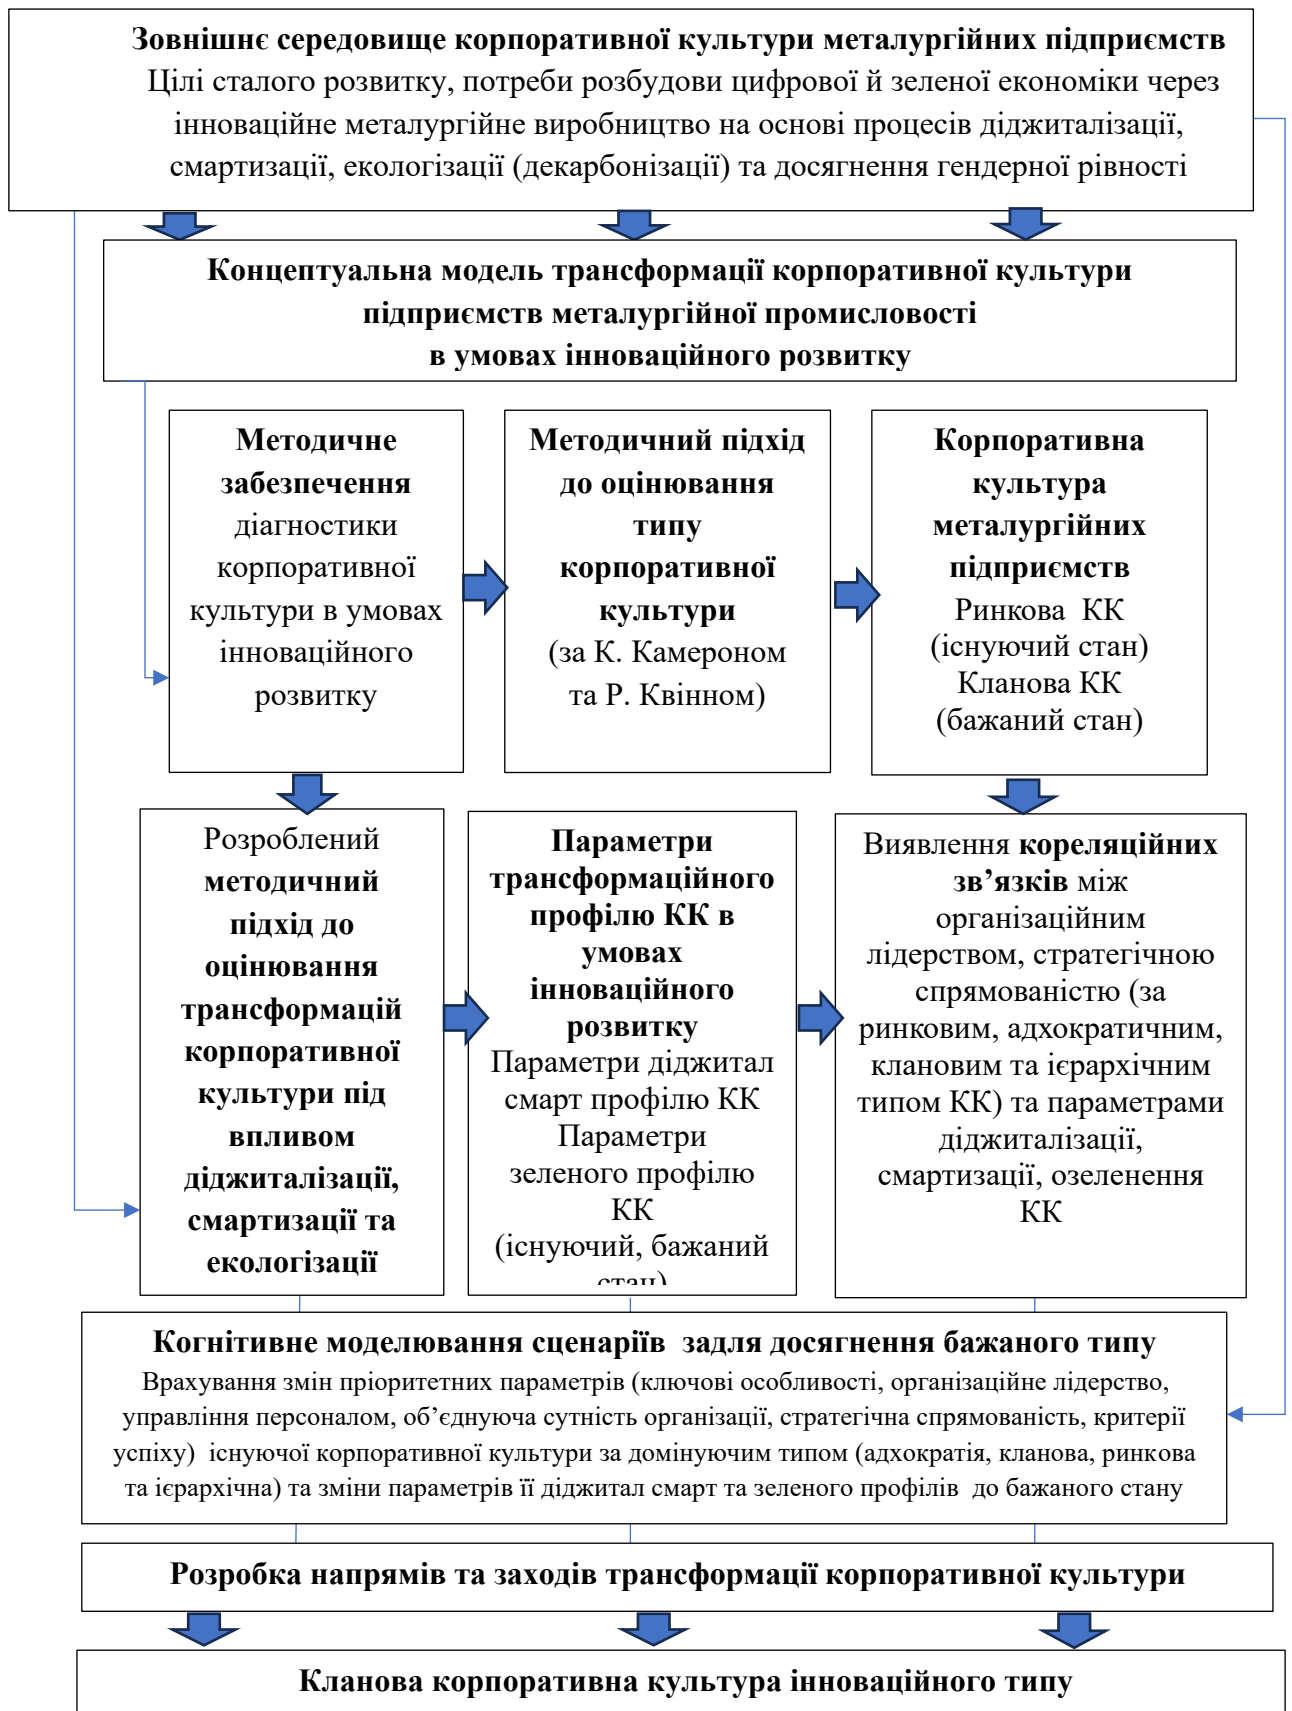 Зовнішнє середовище корпоративної культури металургійних підприємств
Цілі сталого розвитку, потреби розбудови цифрової й зеленої економіки через
інноваційне металургійне виробництво на основі процесів діджиталізації,
смартизації, екологізації (декарбонізації) та досягнення гендерної рівності
Концептуальна модель трансформації корпоративної культури
підприємств металургійної промисловості
в умовах інноваційного розвитку
Методичне
забезпечення
діагностики
корпоративної
культури в умовах
інноваційного
розвитку
Методичний підхід
до оцінювання
типу
корпоративної
культури
(за К. Камероном
та Р. Квінном)
Корпоративна
культура
металургійних
підприємств
Ринкова КК
(існуючий стан)
Кланова КК
(бажаний стан)
Розроблений
методичний
підхід до
оцінювання
трансформацій
корпоративної
культури під
впливом
діджиталізації,
смартизації та
екологізації
Параметри
трансформаційного
профілю КК в
умовах
інноваційного
розвитку
Параметри діджитал
смарт профілю КК
Параметри
зеленого профілю
КК
(існуючий, бажаний
стан)
Виявлення кореляційних
зв’язків між
організаційним
лідерством, стратегічною
спрямованістю (за
ринковим, адхократичним,
клановим та ієрархічним
типом КК) та параметрами
діджиталізації,
смартизації, озеленення
КК
Когнітивне моделювання сценаріїв задля досягнення бажаного типу
Врахування змін пріоритетних параметрів (ключові особливості, організаційне лідерство,
управління персоналом, об’єднуюча сутність організації, стратегічна спрямованість, критерії
успіху) існуючої корпоративної культури за домінуючим типом (адхократія, кланова, ринкова
та ієрархічна) та зміни параметрів її діджитал смарт та зеленого профілів до бажаного стану
Розробка напрямів та заходів трансформації корпоративної культури
Кланова корпоративна культура інноваційного типу